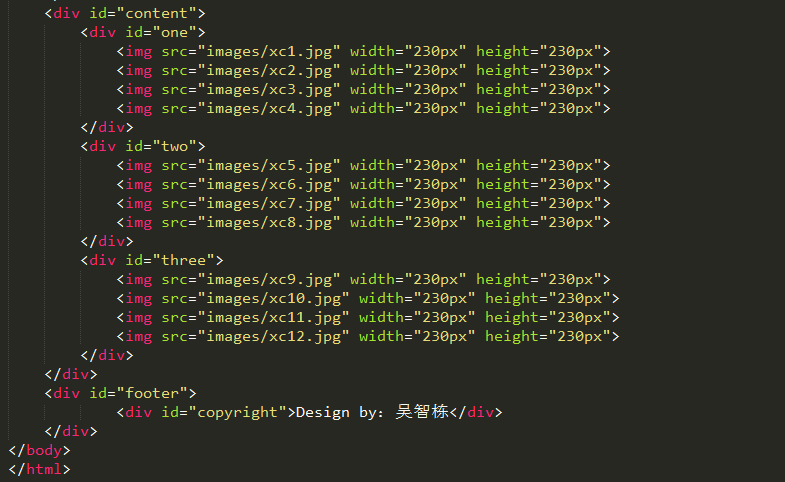 <div id="content">
<div id="one">
<img src="images/xc1.jpg" width="230px" height="230px">
<img src="images/xc2.jpg" width="230px" height="230px">
<img src="images/xc3.jpg" width="230px" height="230px">
<img src="images/xc4.jpg" width="230px" height="230px">
</div>
<div id="two">
<img src="images/xc5.jpg" width="230px" height="230px">
<img src="images/xc6.jpg" width="230px" height="230px">
<img src="images/xc7.jpg" width="230px" height="230px">
<img src="images/xc8.jpg" width="230px" height="230px">
</div>
<div id="three">
<img src="images/xc9.jpg" width="230px" height="230px">
<img src="images/xc10.jpg" width="230px" height="230px">
<img src="images/xc11.jpg" width="230px" height="230px">
<img src="images/xc12.jpg" width="230px" height="230px">
</div>
</div>
<div id="footer">
<div id="copyright">Design by：吴智栋</div>
</div>
</body>
</html>